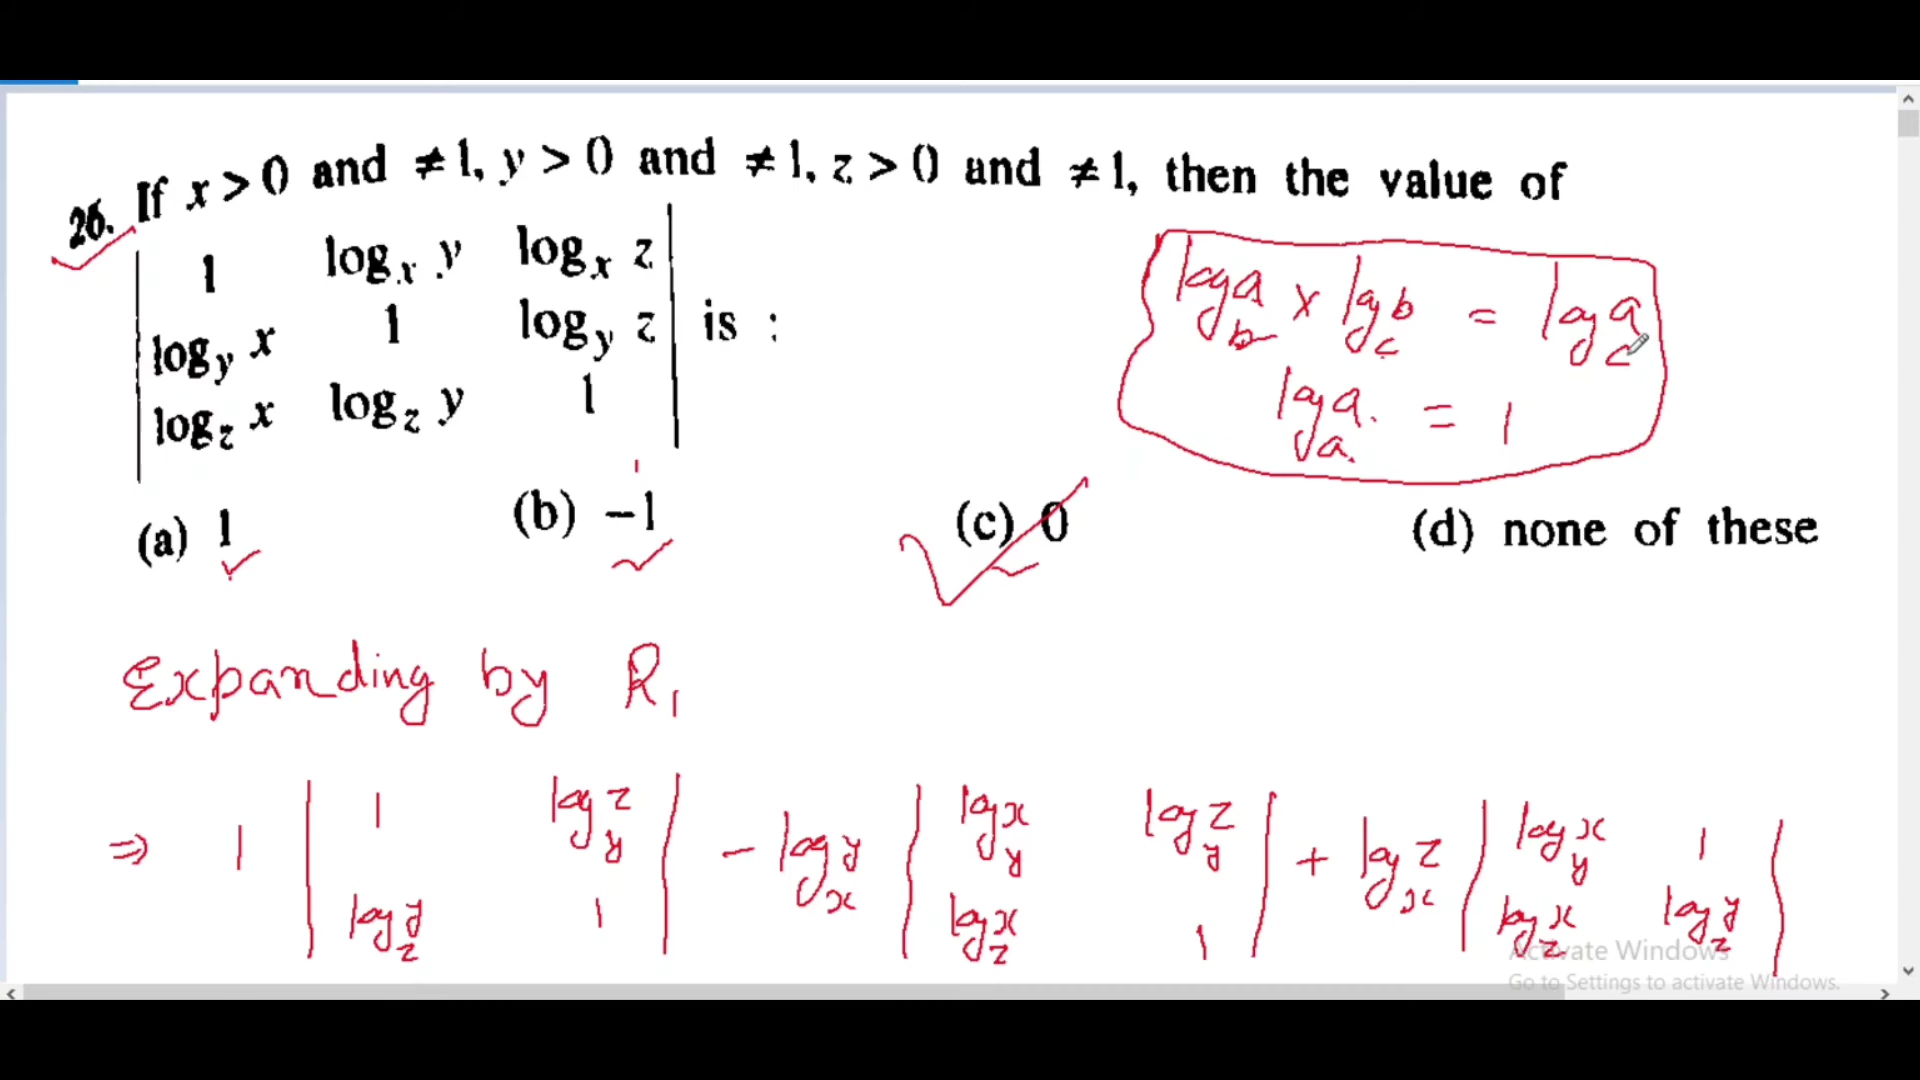 26. If x > 0 and ≠ 1, y > 0 and ≠ 1, z > 0 and ≠ 1, then the value of
| 1 log_x y log_x z |
| log_y x 1 log_y z | is :
| log_z x log_z y 1 |
log_b a × log_c b = log_c a
log_a a. = 1
(a) 1 (b) −1 (c) 0 (d) none of these
Expanding by R₁
⇒ 1 | 1 log_y z | − log_x y | log_y x log_y z | + log_x z | log_y x 1 |
| log_z y 1 | | log_z x 1 | | log_z x log_z y |
Activate Windows
Go to Settings to activate Windows.